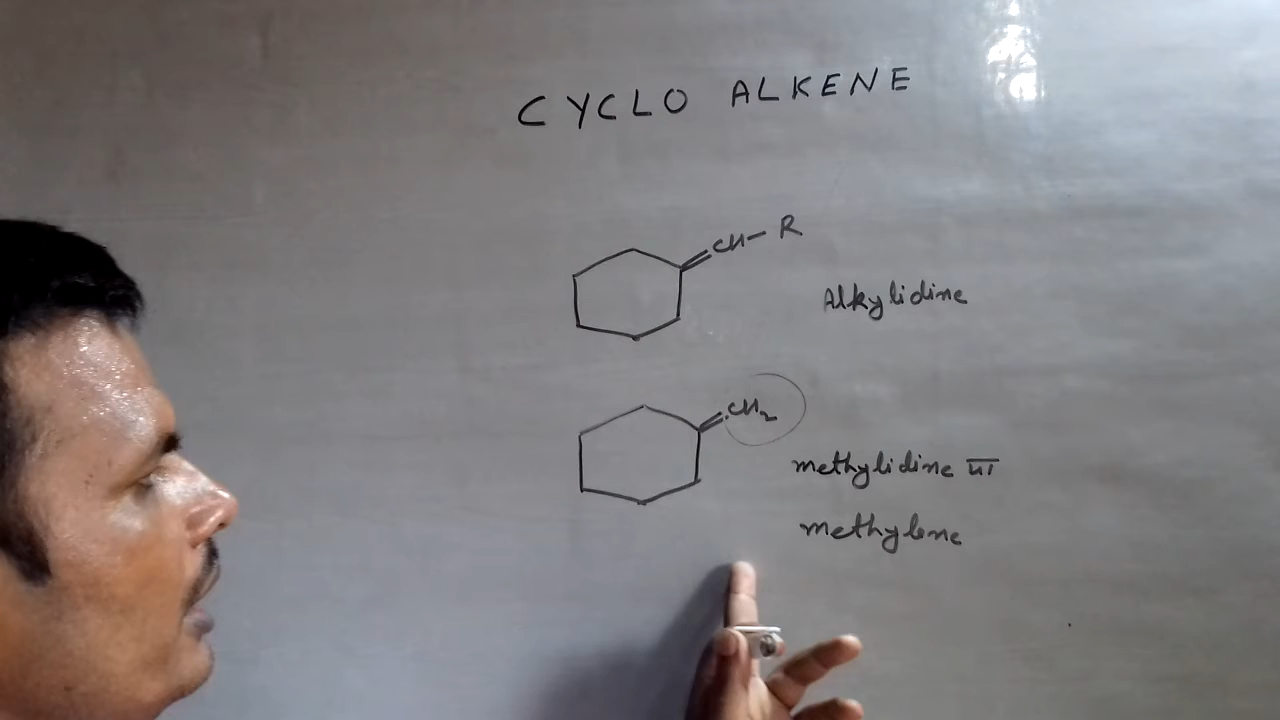 CYCLO ALKENE
CH-R
Alkylidine
CH2
methylidine या
methylene